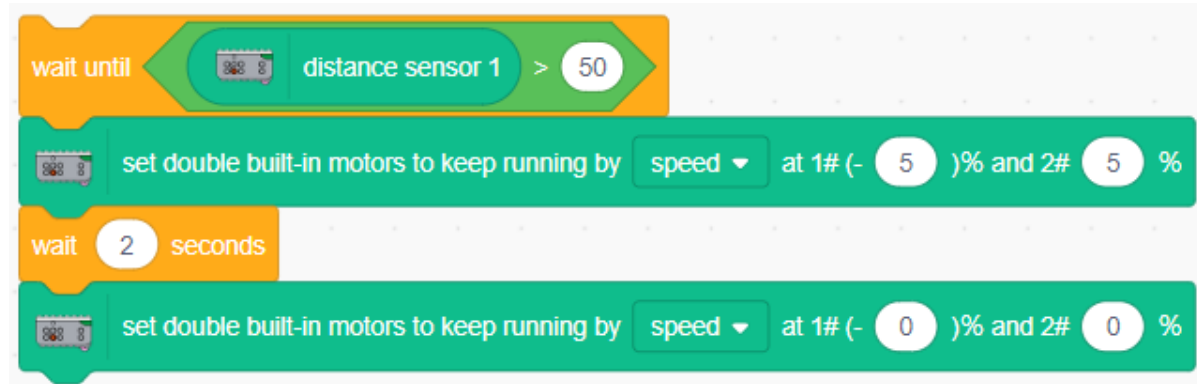 wait until distance sensor 1 > 50
set double built-in motors to keep running by speed at 1# (- 5 )% and 2# 5 %
wait 2 seconds
set double built-in motors to keep running by speed at 1# (- 0 )% and 2# 0 %